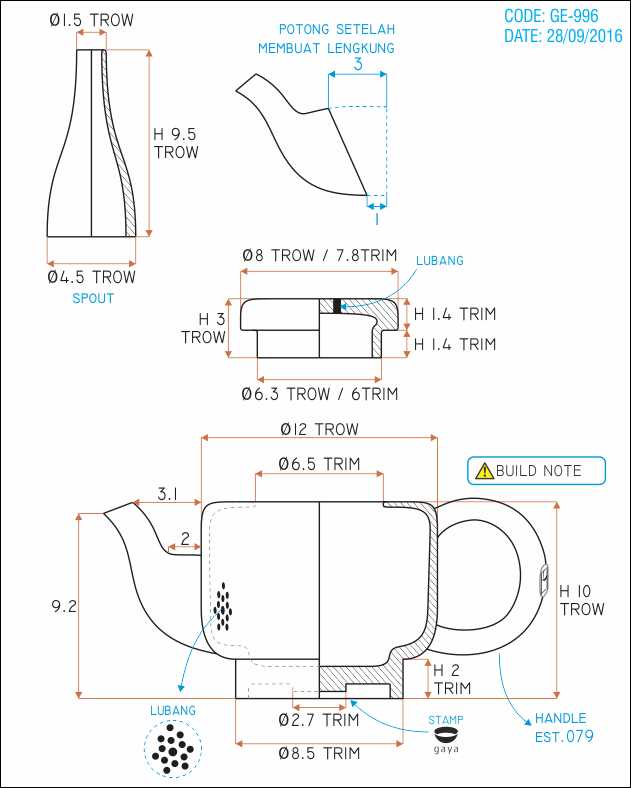 CODE: GE-996
DATE: 28/09/2016
Ø1.5 TROW
POTONG SETELAH
MEMBUAT LENGKUNG
3
H 9.5
TROW
1
Ø4.5 TROW
SPOUT
Ø8 TROW / 7.8TRIM
LUBANG
H 3
TROW
H 1.4 TRIM
H 1.4 TRIM
Ø6.3 TROW / 6TRIM
Ø12 TROW
Ø6.5 TRIM
BUILD NOTE
3.1
2
9.2
H 10
TROW
H 2
TRIM
LUBANG
Ø2.7 TRIM
STAMP
gaya
HANDLE
EST.079
Ø8.5 TRIM